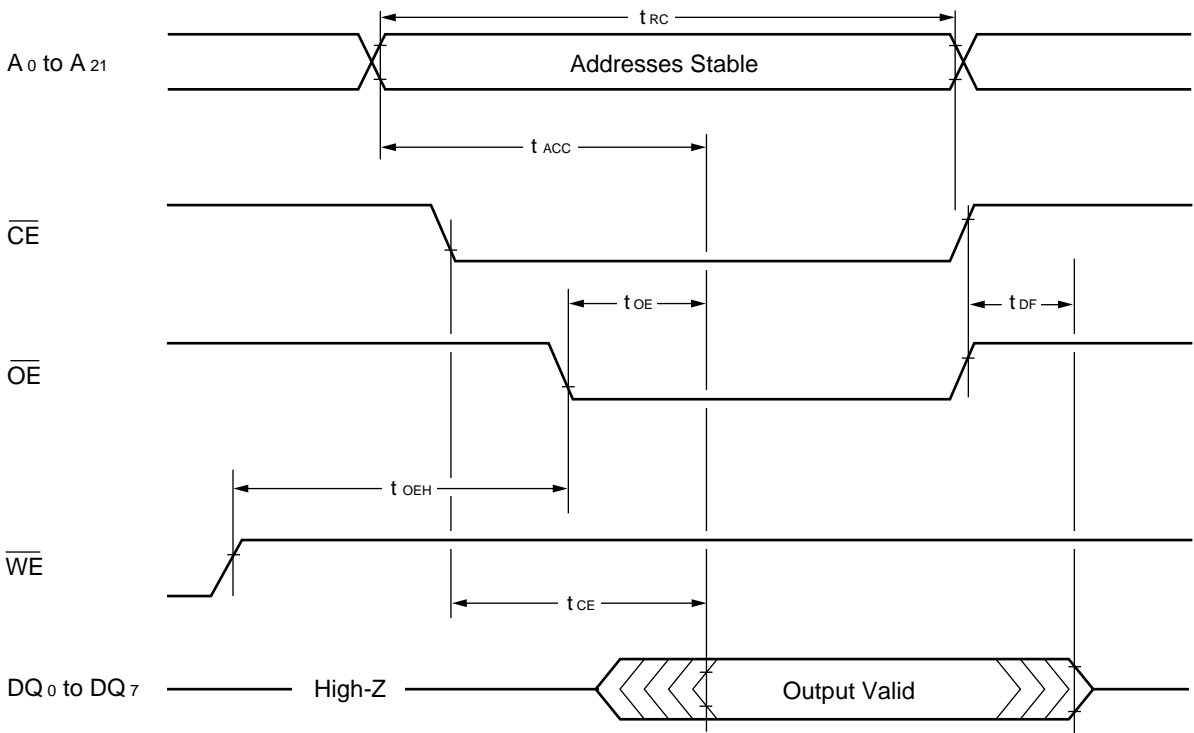 t RC
A 0 to A 21
Addresses Stable
t ACC
CE
t OE
t DF
OE
t OEH
WE
t CE
DQ 0 to DQ 7
High-Z
Output Valid